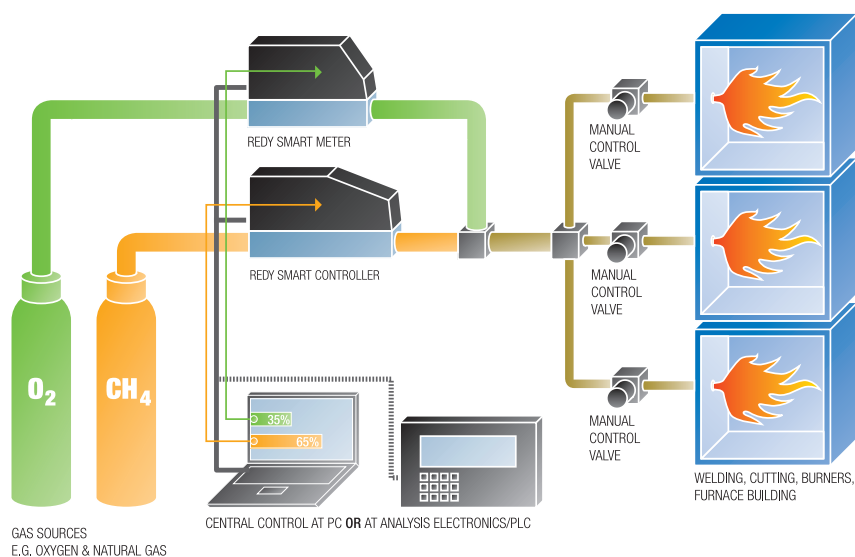 REDY SMART METER
MANUAL
CONTROL
VALVE
REDY SMART CONTROLLER
MANUAL
CONTROL
VALVE
O2
CH4
35%
65%
MANUAL
CONTROL
VALVE
WELDING, CUTTING, BURNERS,
FURNACE BUILDING
CENTRAL CONTROL AT PC OR AT ANALYSIS ELECTRONICS/PLC
GAS SOURCES
E.G. OXYGEN & NATURAL GAS